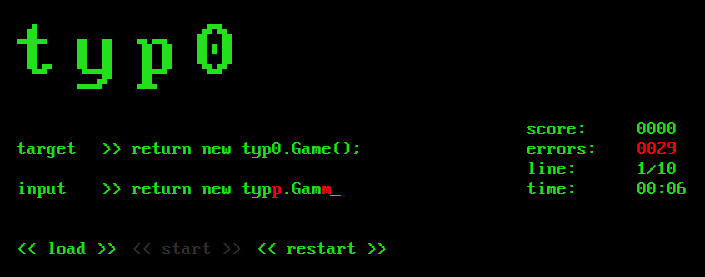 typ0
score: 0000
target >> return new typ0.Game();
errors: 0029
line: 1/10
input >> return new typp.Gamm_
time: 00:06
<< load >> << start >> << restart >>